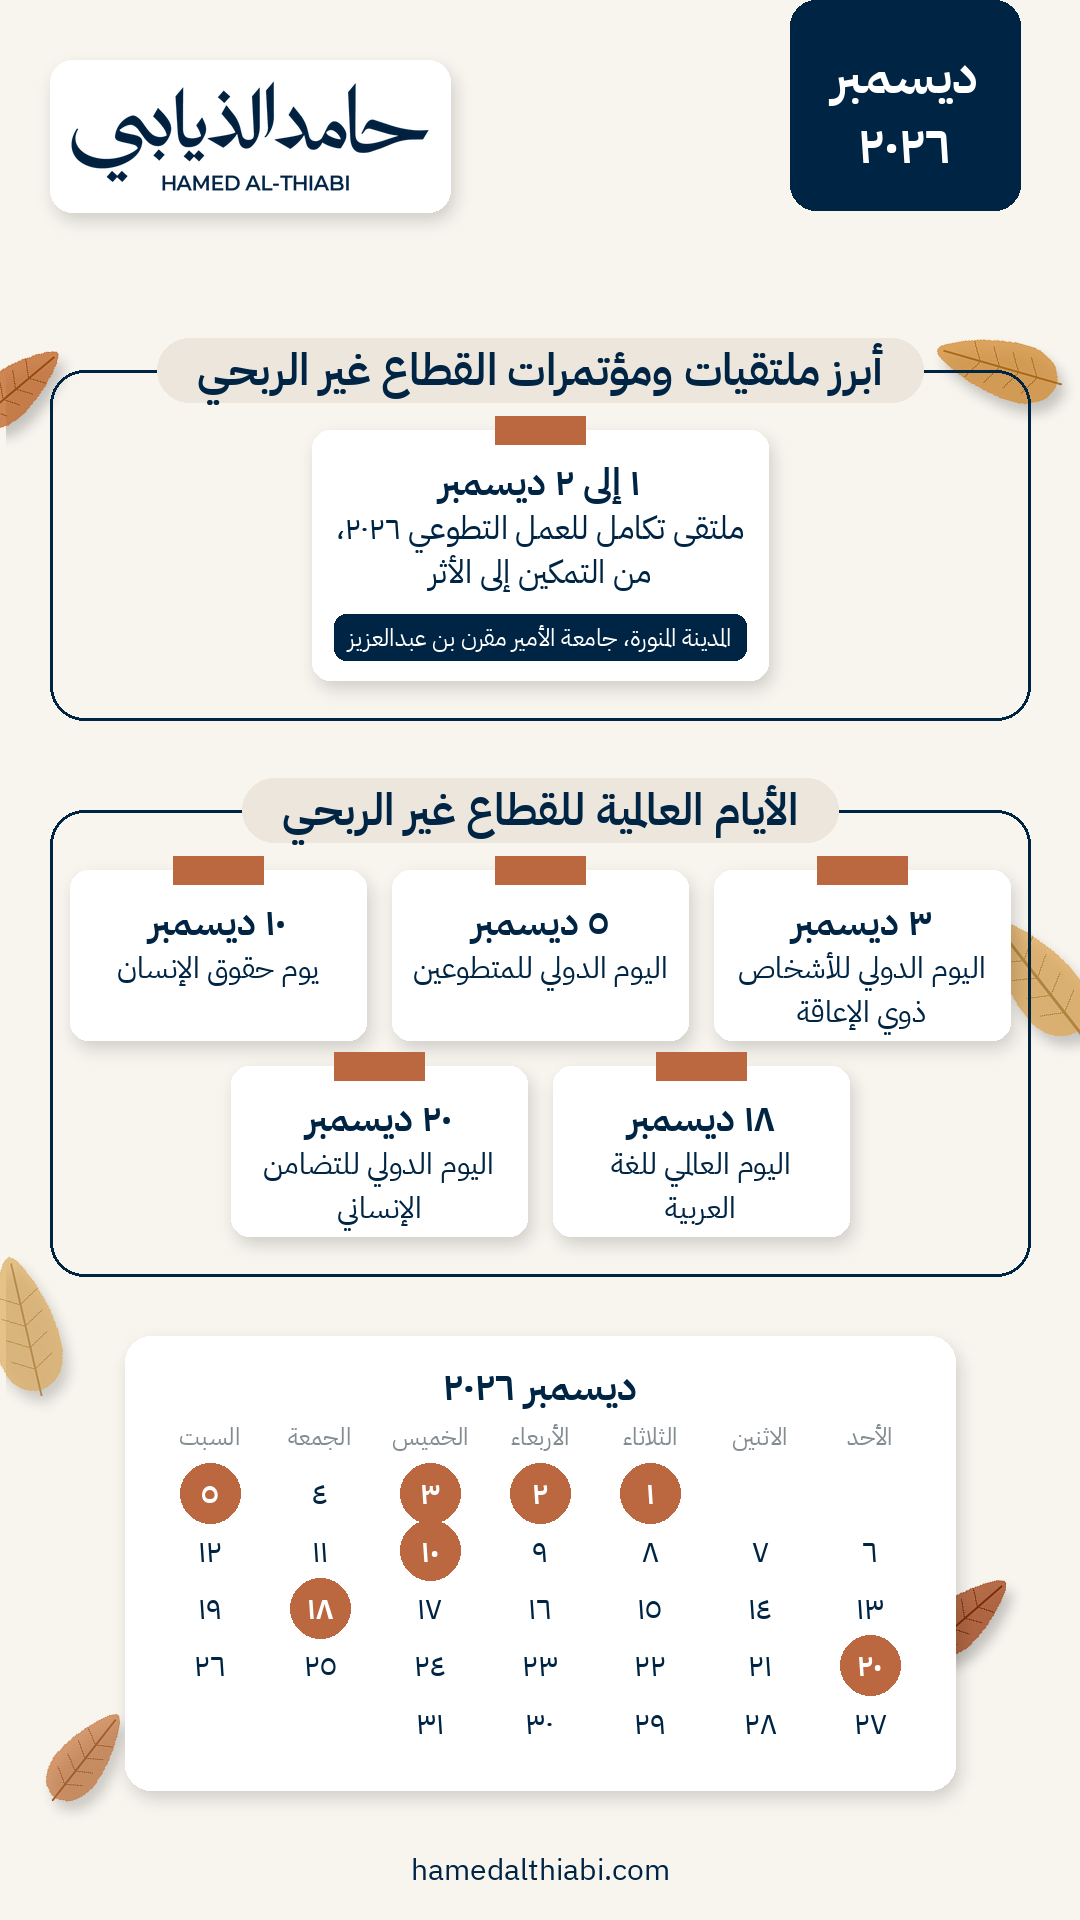 ديسمبر
٢٠٢٦
حامد الذيابي
HAMED AL-THIABI
أبرز ملتقيات ومؤتمرات القطاع غير الربحي
١ إلى ٢ ديسمبر
ملتقى تكامل للعمل التطوعي ٢٠٢٦،
من التمكين إلى الأثر
المدينة المنورة، جامعة الأمير مقرن بن عبدالعزيز
الأيام العالمية للقطاع غير الربحي
٣ ديسمبر
اليوم الدولي للأشخاص
ذوي الإعاقة
٥ ديسمبر
اليوم الدولي للمتطوعين
١٠ ديسمبر
يوم حقوق الإنسان
١٨ ديسمبر
اليوم العالمي للغة
العربية
٢٠ ديسمبر
اليوم الدولي للتضامن
الإنساني
ديسمبر ٢٠٢٦
الأحد الاثنين الثلاثاء الأربعاء الخميس الجمعة السبت
١ ٢ ٣ ٤ ٥
٦ ٧ ٨ ٩ ١٠ ١١ ١٢
١٣ ١٤ ١٥ ١٦ ١٧ ١٨ ١٩
٢٠ ٢١ ٢٢ ٢٣ ٢٤ ٢٥ ٢٦
٢٧ ٢٨ ٢٩ ٣٠ ٣١
hamedalthiabi.com